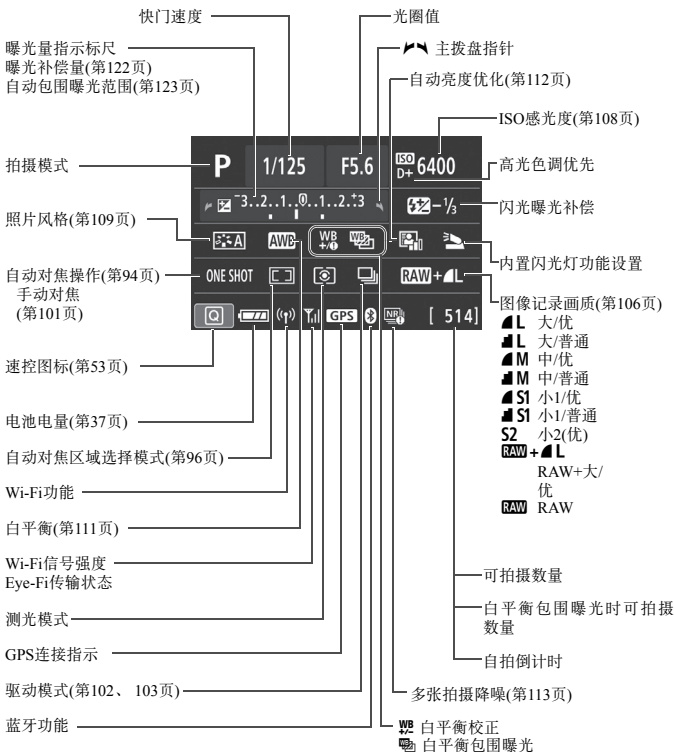 快门速度
光圈值
曝光量指示标尺
曝光补偿量(第122页)
自动包围曝光范围(第123页)
主拨盘指针
自动亮度优化(第112页)
ISO感光度(第108页)
拍摄模式
P 1/125 F5.6 ISO D+ 6400
高光色调优先
-3..2..1..0..1..2.+3 -1/3
闪光曝光补偿
照片风格(第109页)
A AWB WB +/- WB
内置闪光灯功能设置
自动对焦操作(第94页)
手动对焦
(第101页)
ONE SHOT RAW+L
图像记录画质(第106页)
Q GPS NR [ 514]
L 大/优
L 大/普通
M 中/优
M 中/普通
S1 小1/优
S1 小1/普通
S2 小2(优)
RAW+L
RAW+大/
优
RAW RAW
速控图标(第53页)
电池电量(第37页)
自动对焦区域选择模式(第96页)
Wi-Fi功能
白平衡(第111页)
Wi-Fi信号强度
Eye-Fi传输状态
测光模式
GPS连接指示
驱动模式(第102、103页)
蓝牙功能
可拍摄数量
白平衡包围曝光时可拍摄
数量
自拍倒计时
多张拍摄降噪(第113页)
WB +/- 白平衡校正
WB 白平衡包围曝光